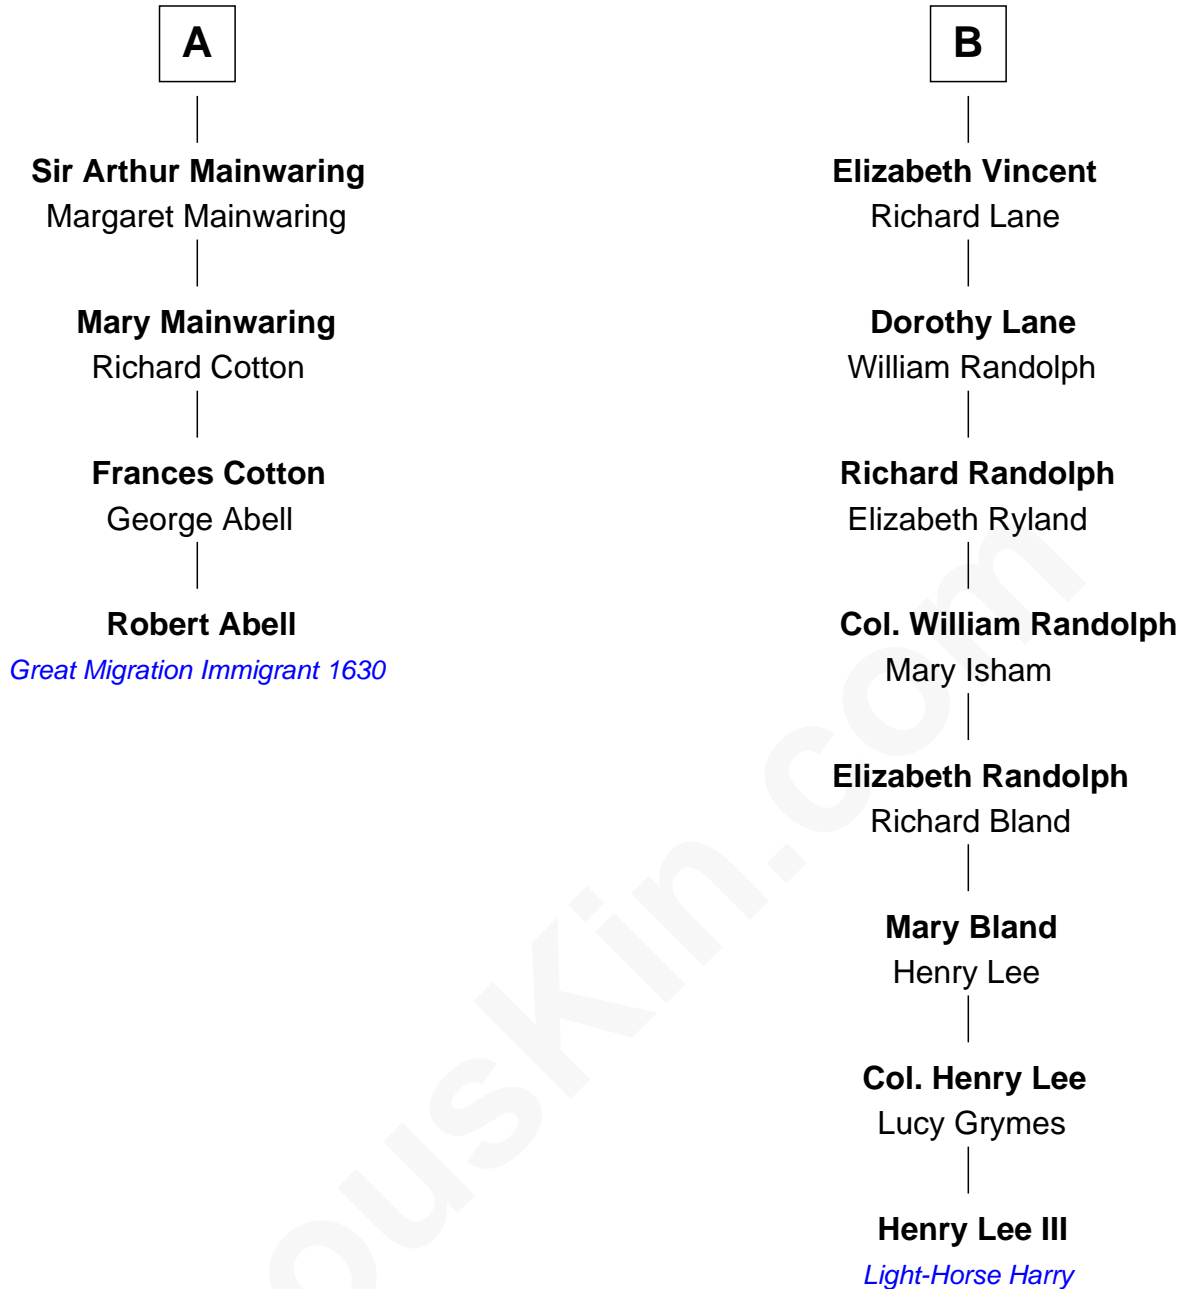 A
Sir Arthur Mainwaring
Margaret Mainwaring
Mary Mainwaring
Richard Cotton
Frances Cotton
George Abell
Robert Abell
Great Migration Immigrant 1630
B
Elizabeth Vincent
Richard Lane
Dorothy Lane
William Randolph
Richard Randolph
Elizabeth Ryland
Col. William Randolph
Mary Isham
Elizabeth Randolph
Richard Bland
Mary Bland
Henry Lee
Col. Henry Lee
Lucy Grymes
Henry Lee III
Light-Horse Harry
ousKin.com